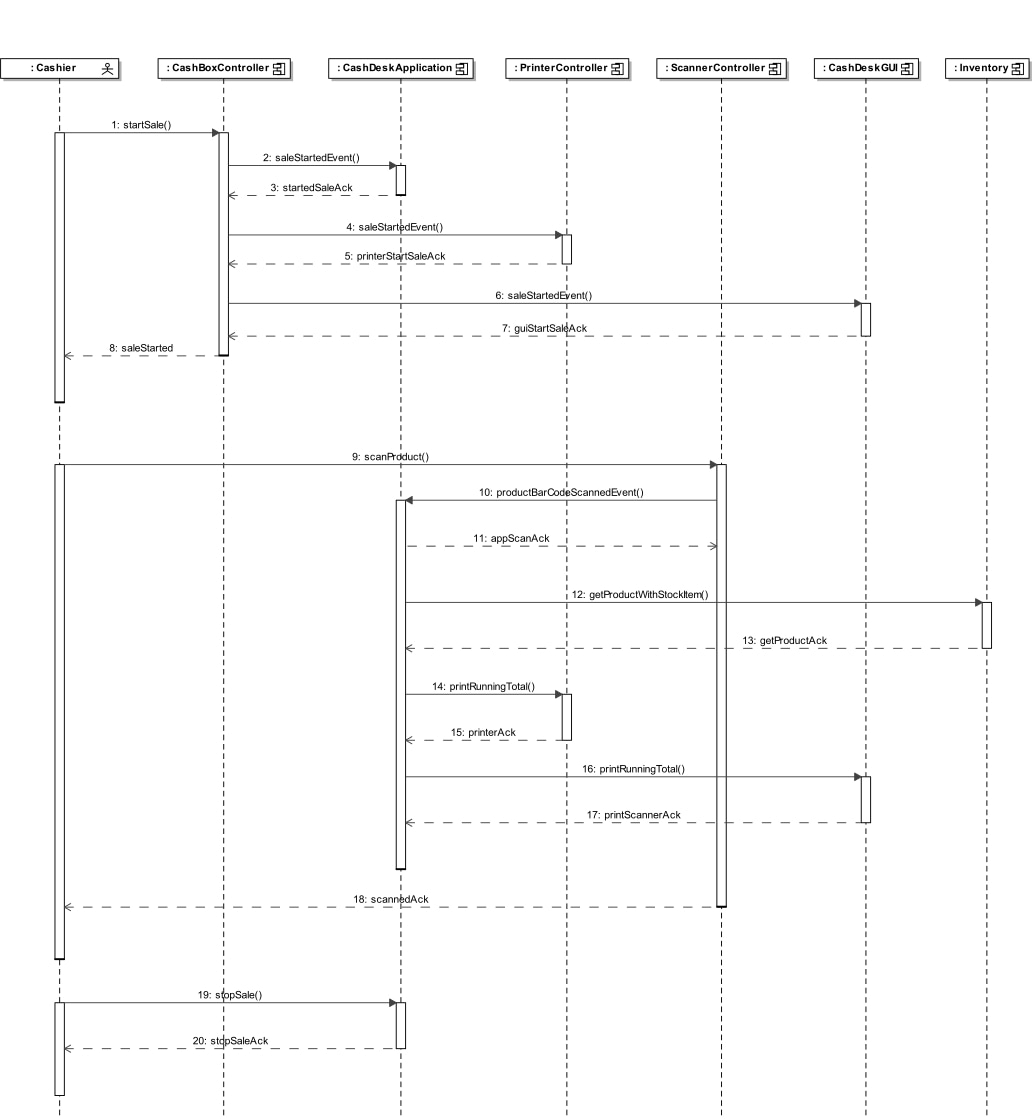 : Cashier
: CashBoxController
: CashDeskApplication
: PrinterController
: ScannerController
: CashDeskGUI
: Inventory
1: startSale()
2: saleStartedEvent()
3: startedSaleAck
4: saleStartedEvent()
5: printerStartSaleAck
6: saleStartedEvent()
7: guiStartSaleAck
8: saleStarted
9: scanProduct()
10: productBarCodeScannedEvent()
11: appScanAck
12: getProductWithStockItem()
13: getProductAck
14: printRunningTotal()
15: printerAck
16: printRunningTotal()
17: printScannerAck
18: scannedAck
19: stopSale()
20: stopSaleAck